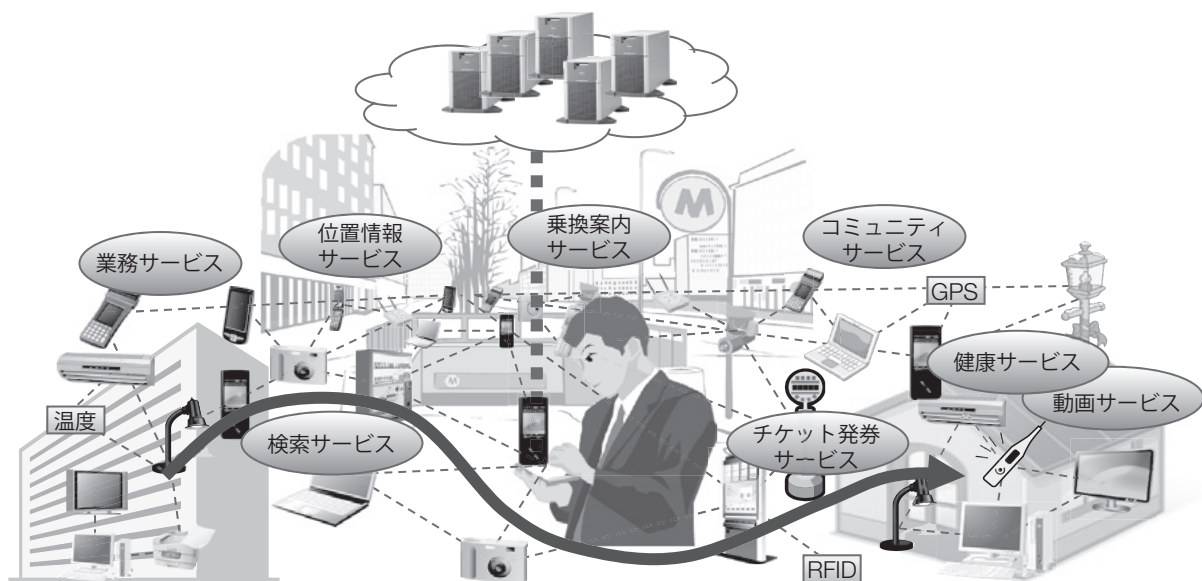 位置情報
サービス
乗換案内
サービス
コミュニティ
サービス
業務サービス
GPS
健康サービス
動画サービス
温度
検索サービス
チケット発券
サービス
RFID
M
M